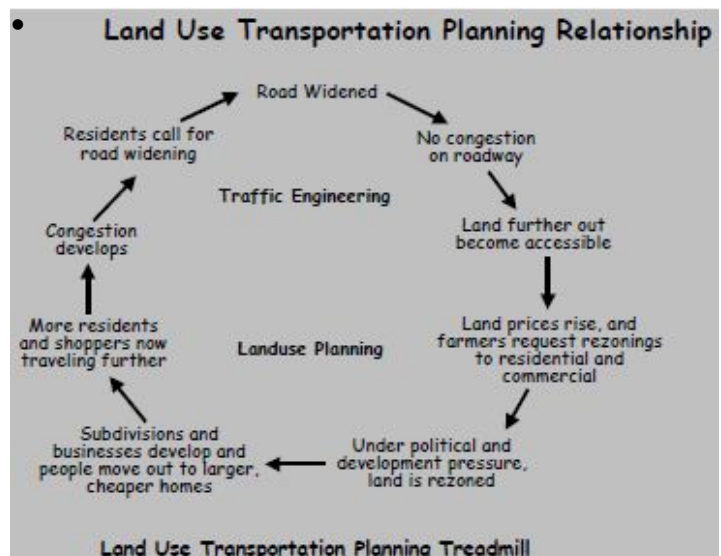 Land Use Transportation Planning Relationship
Road Widened
No congestion
on roadway
Land further out
become accessible
Land prices rise, and
farmers request rezonings
to residential and
commercial
Under political and
development pressure,
land is rezoned
Subdivisions and
businesses develop and
people move out to larger,
cheaper homes
More residents
and shoppers now
traveling further
Congestion
develops
Residents call for
road widening
Traffic Engineering
Landuse Planning
Land Use Transportation Planning Treadmill